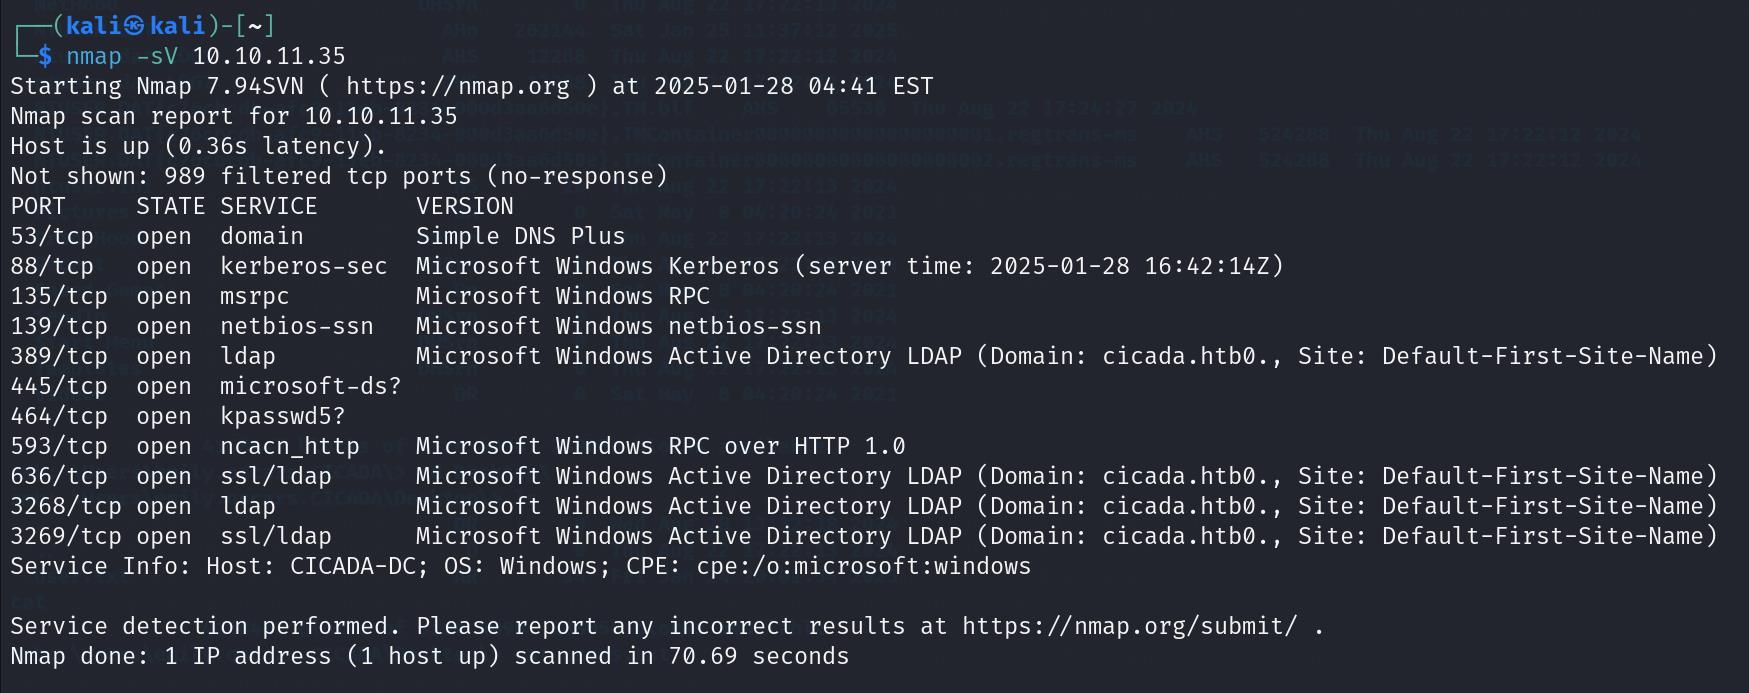 ┌──(kali㉿kali)-[~]
└─$ nmap -sV 10.10.11.35
Starting Nmap 7.94SVN ( https://nmap.org ) at 2025-01-28 04:41 EST
Nmap scan report for 10.10.11.35
Host is up (0.36s latency).
Not shown: 989 filtered tcp ports (no-response)
PORT     STATE SERVICE       VERSION
53/tcp   open  domain        Simple DNS Plus
88/tcp   open  kerberos-sec  Microsoft Windows Kerberos (server time: 2025-01-28 16:42:14Z)
135/tcp  open  msrpc         Microsoft Windows RPC
139/tcp  open  netbios-ssn   Microsoft Windows netbios-ssn
389/tcp  open  ldap          Microsoft Windows Active Directory LDAP (Domain: cicada.htb0., Site: Default-First-Site-Name)
445/tcp  open  microsoft-ds?
464/tcp  open  kpasswd5?
593/tcp  open  ncacn_http    Microsoft Windows RPC over HTTP 1.0
636/tcp  open  ssl/ldap      Microsoft Windows Active Directory LDAP (Domain: cicada.htb0., Site: Default-First-Site-Name)
3268/tcp open  ldap          Microsoft Windows Active Directory LDAP (Domain: cicada.htb0., Site: Default-First-Site-Name)
3269/tcp open  ssl/ldap      Microsoft Windows Active Directory LDAP (Domain: cicada.htb0., Site: Default-First-Site-Name)
Service Info: Host: CICADA-DC; OS: Windows; CPE: cpe:/o:microsoft:windows
Service detection performed. Please report any incorrect results at https://nmap.org/submit/ .
Nmap done: 1 IP address (1 host up) scanned in 70.69 seconds